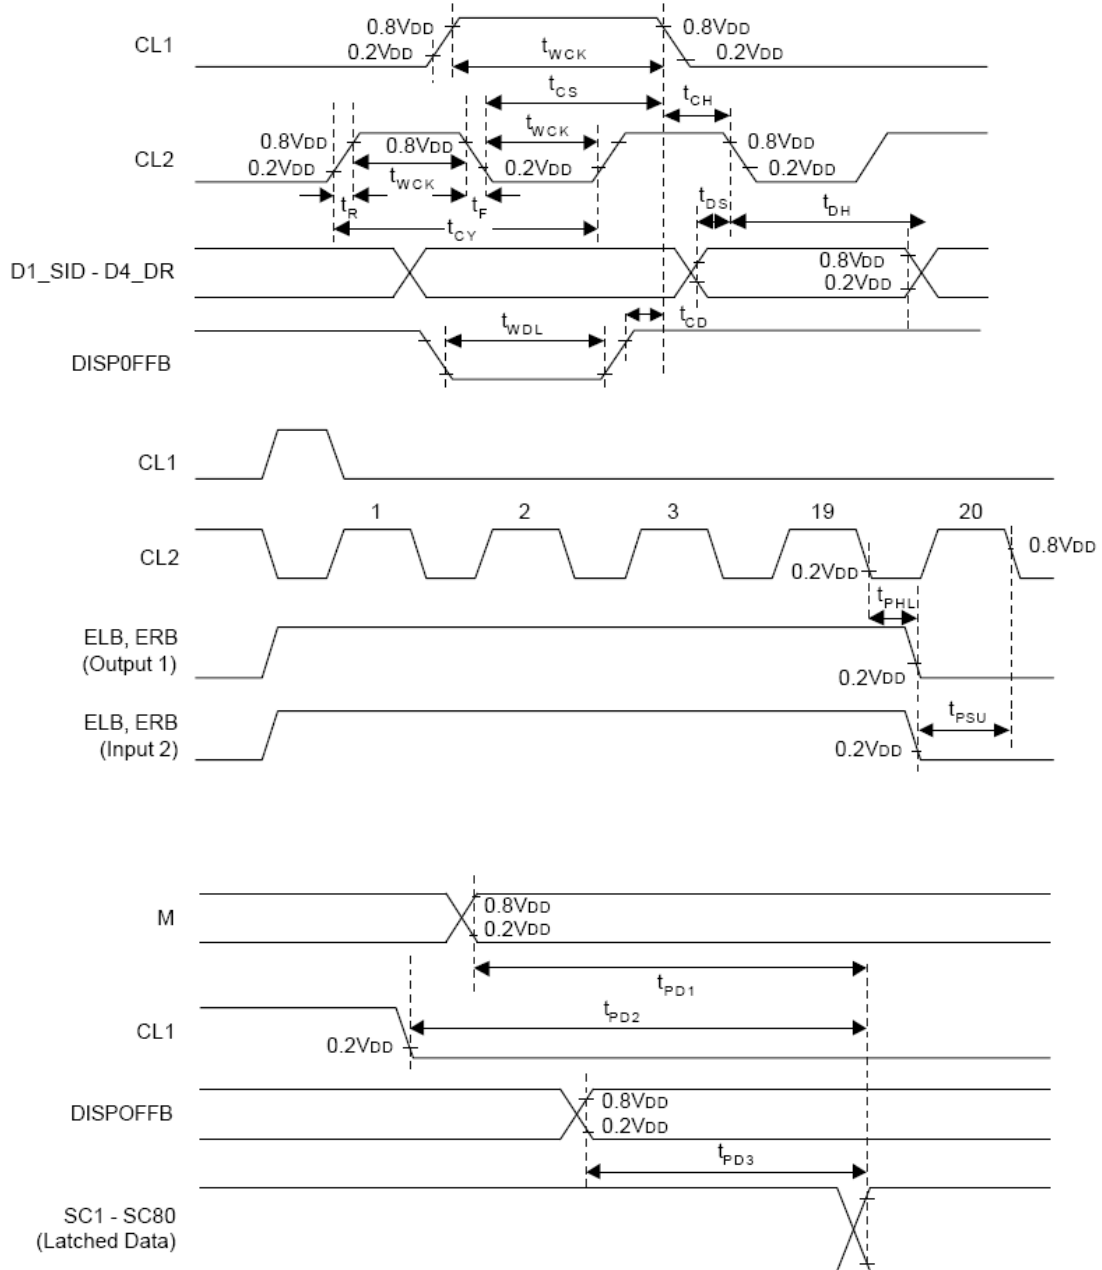 CL1
0.8VDD
0.2VDD
tWCK
0.8VDD
0.2VDD
tCS
tCH
CL2
0.8VDD
0.2VDD
0.8VDD
tWCK
0.2VDD
0.8VDD
0.2VDD
tWCK
tR
tF
tCY
tDS
tDH
D1_SID - D4_DR
0.8VDD
0.2VDD
DISP0FFB
tWDL
tCD
CL1
CL2
1
2
3
19
20
0.2VDD
0.8VDD
tPHL
ELB, ERB
(Output 1)
0.2VDD
ELB, ERB
(Input 2)
0.2VDD
tPSU
M
0.8VDD
0.2VDD
tPD1
CL1
0.2VDD
tPD2
DISPOFFB
0.8VDD
0.2VDD
tPD3
SC1 - SC80
(Latched Data)